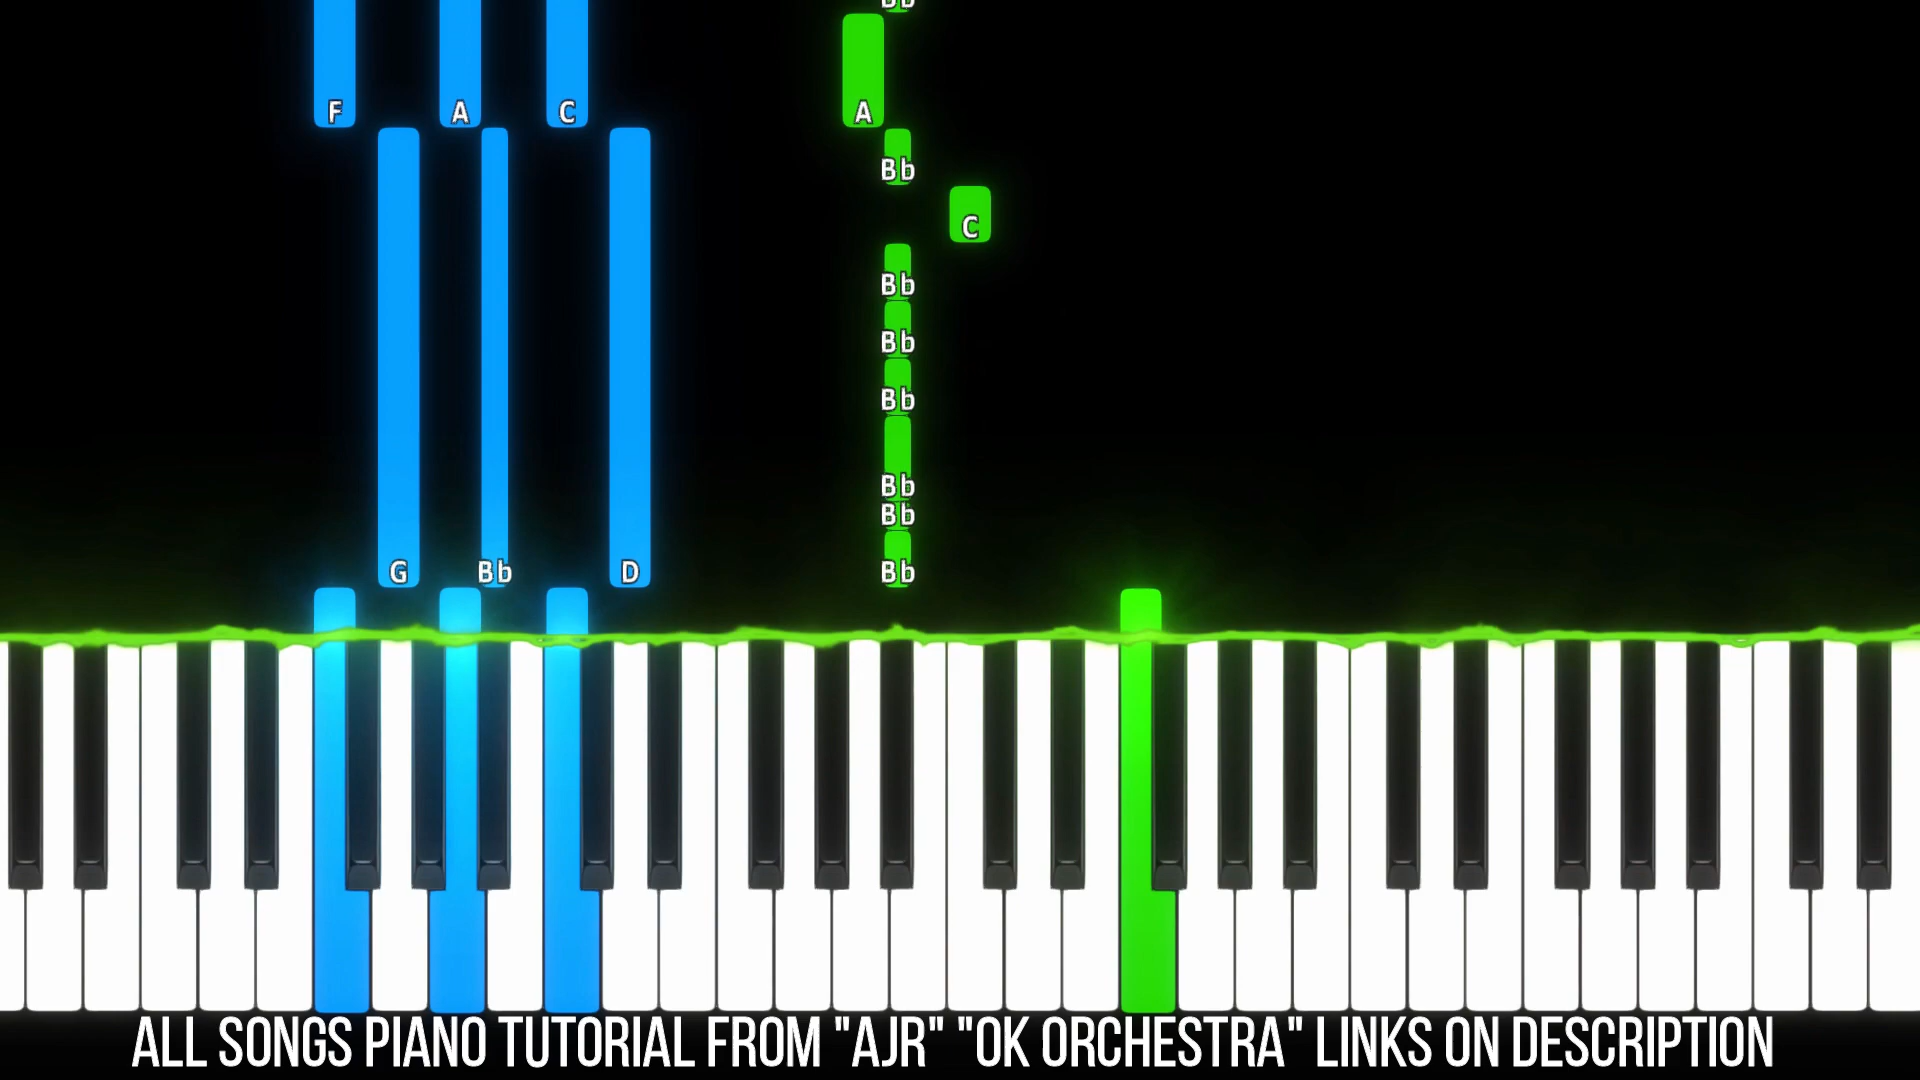 Bb
F A C A
Bb
C
Bb
Bb
Bb
Bb
Bb
G Bb D Bb
ALL SONGS PIANO TUTORIAL FROM "AJR" "OK ORCHESTRA" LINKS ON DESCRIPTION